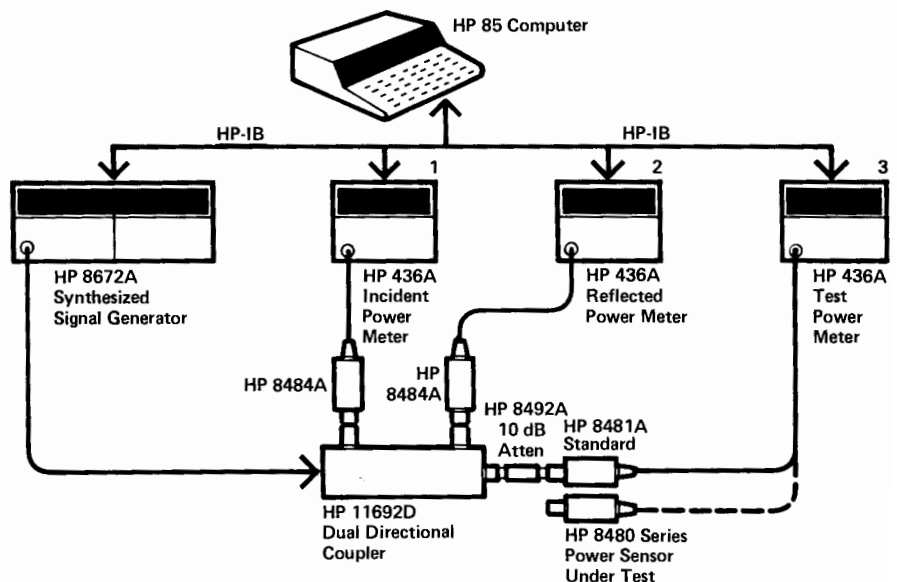 HP 85 Computer
HP-IB
HP-IB
1
2
3
HP 8672A
Synthesized
Signal Generator
HP 436A
Incident
Power
Meter
HP 436A
Reflected
Power Meter
HP 436A
Test
Power
Meter
HP 8484A
HP
8484A
HP 8492A
10 dB
Atten
HP 8481A
Standard
HP 11692D
Dual Directional
Coupler
HP 8480 Series
Power Sensor
Under Test